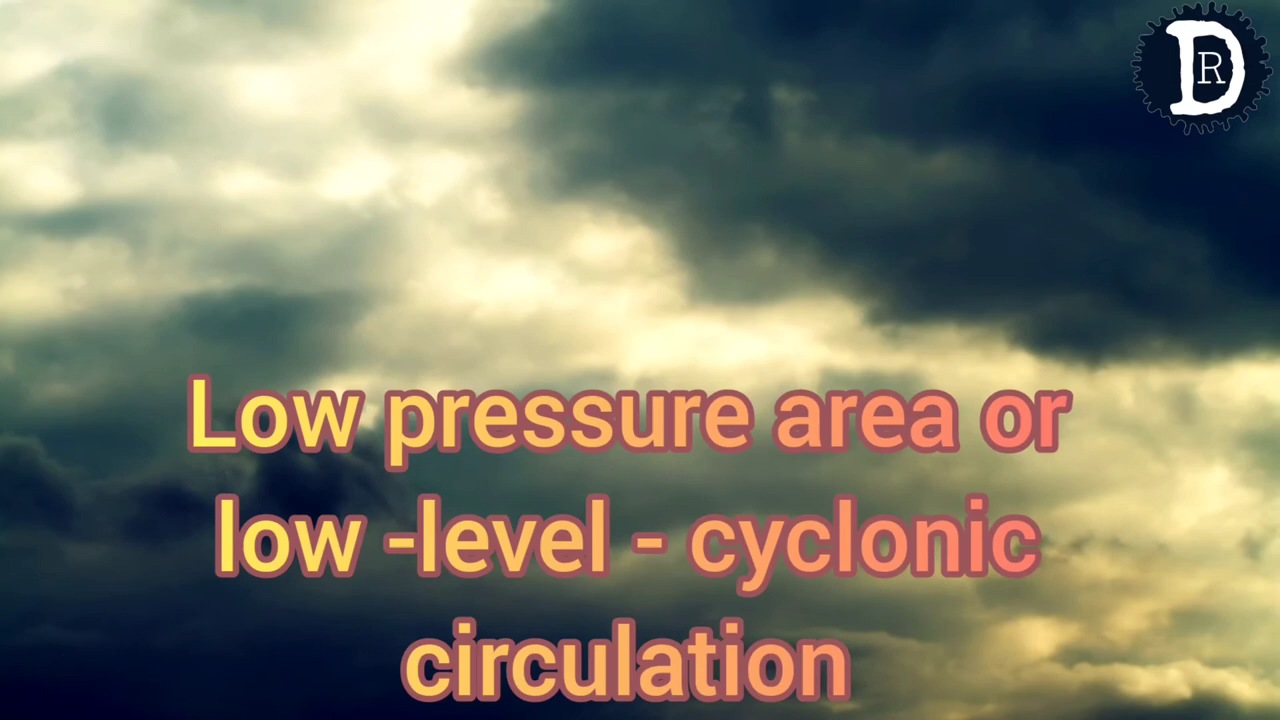 D
R
Low pressure area or
low -level - cyclonic
circulation